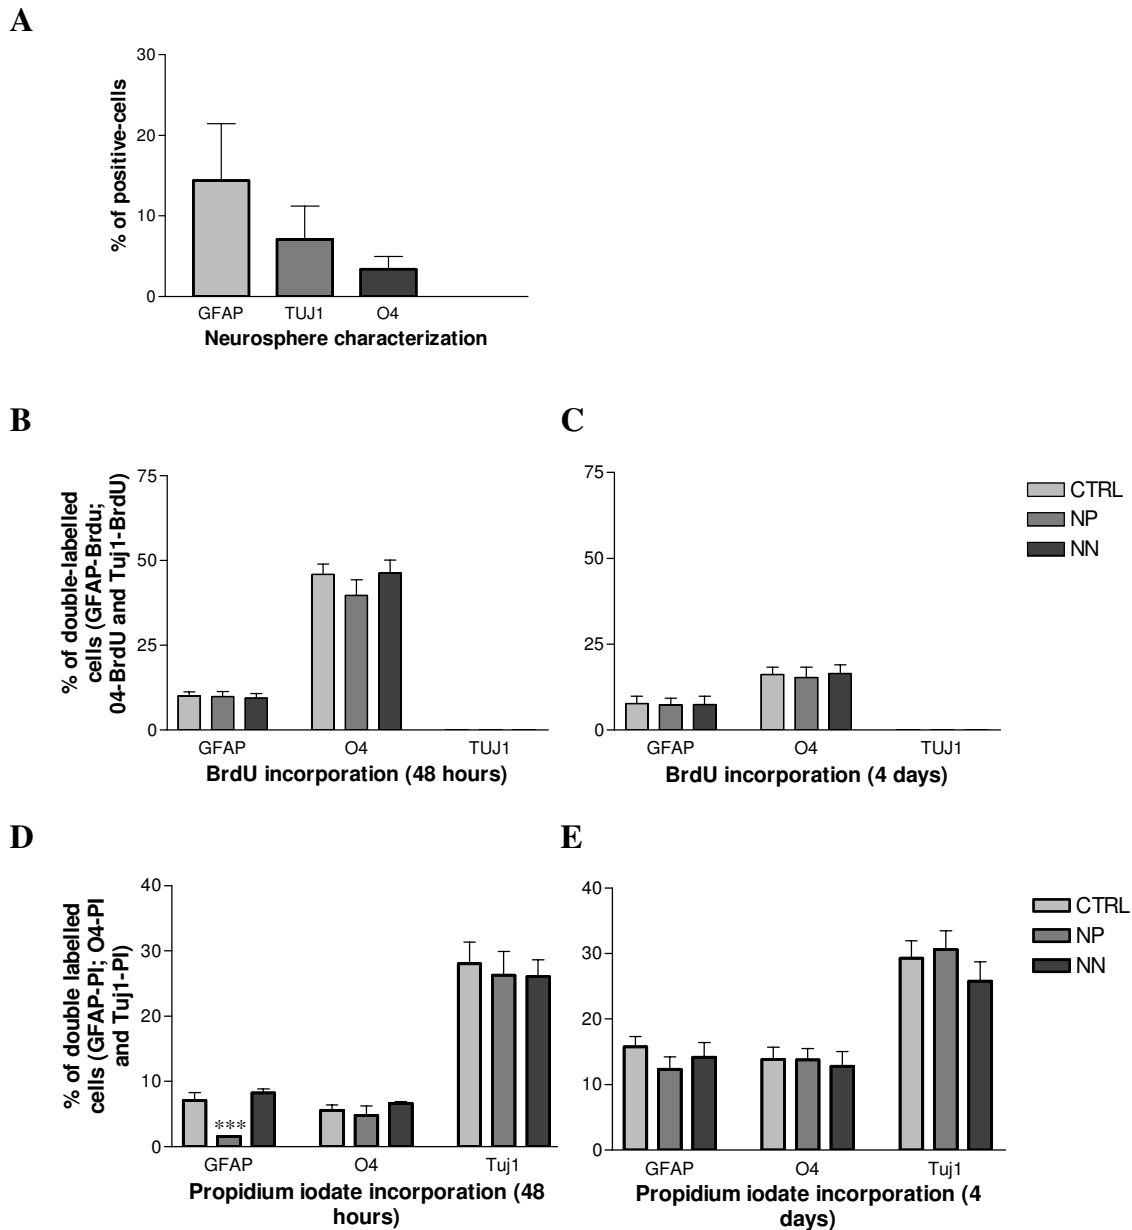 A
30
20
10
0
% of positive-cells
GFAP TUJ1 O4
Neurosphere characterization
B
75
50
25
0
% of double-labelled
cells (GFAP-Brdu;
04-BrdU and Tuj1-BrdU)
GFAP O4 TUJ1
BrdU incorporation (48 hours)
C
75
50
25
0
GFAP O4 TUJ1
BrdU incorporation (4 days)
CTRL
NP
NN
D
40
30
20
10
0
% of double labelled
cells (GFAP-PI; O4-PI
and Tuj1-PI)
***
GFAP O4 Tuj1
Propidium iodate incorporation (48
hours)
E
40
30
20
10
0
GFAP O4 Tuj1
Propidium iodate incorporation (4
days)
CTRL
NP
NN